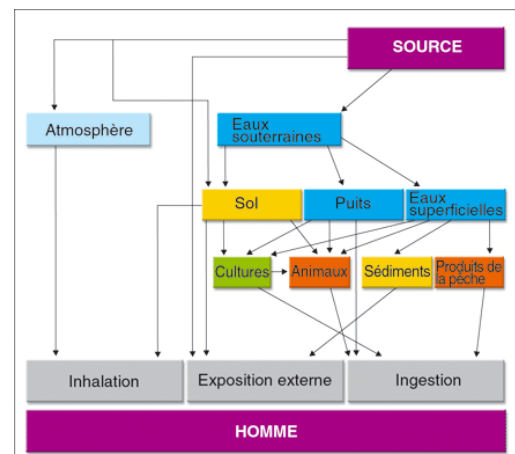 SOURCE
Atmosphère
Eaux
souterraines
Sol
Puits
Eaux
superficielles
Cultures
Animaux
Sédiments
Produits de
la pêche
Inhalation
Exposition externe
Ingestion
HOMME